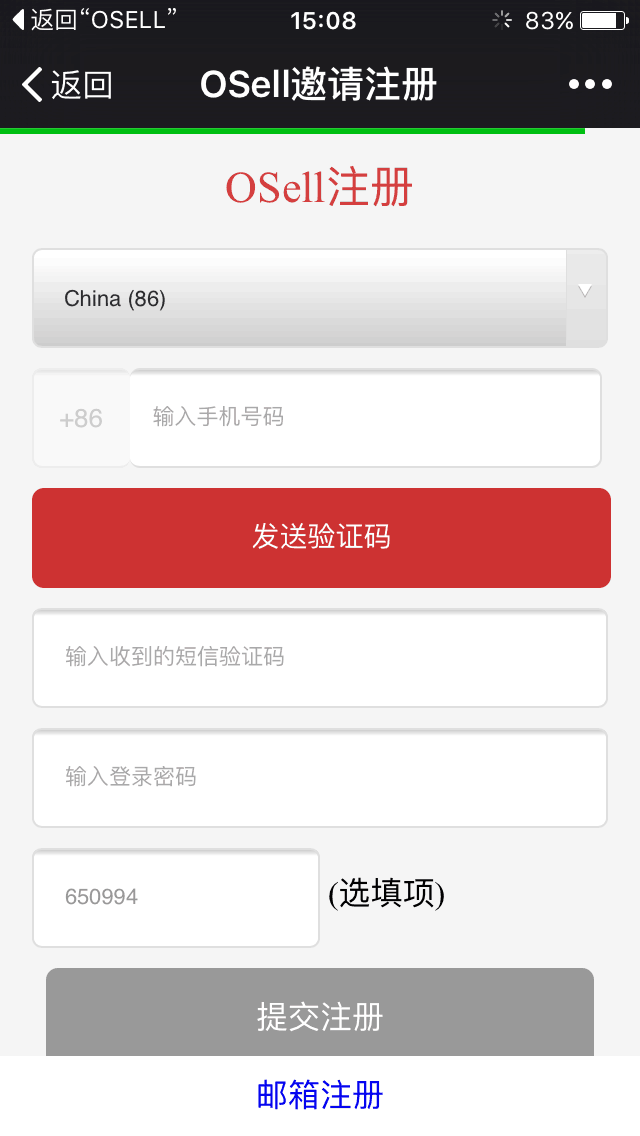 返回“OSELL” 15:08 83%
返回 OSell邀请注册
OSell注册
China (86)
+86 输入手机号码
发送验证码
输入收到的短信验证码
输入登录密码
650994 (选填项)
提交注册
邮箱注册